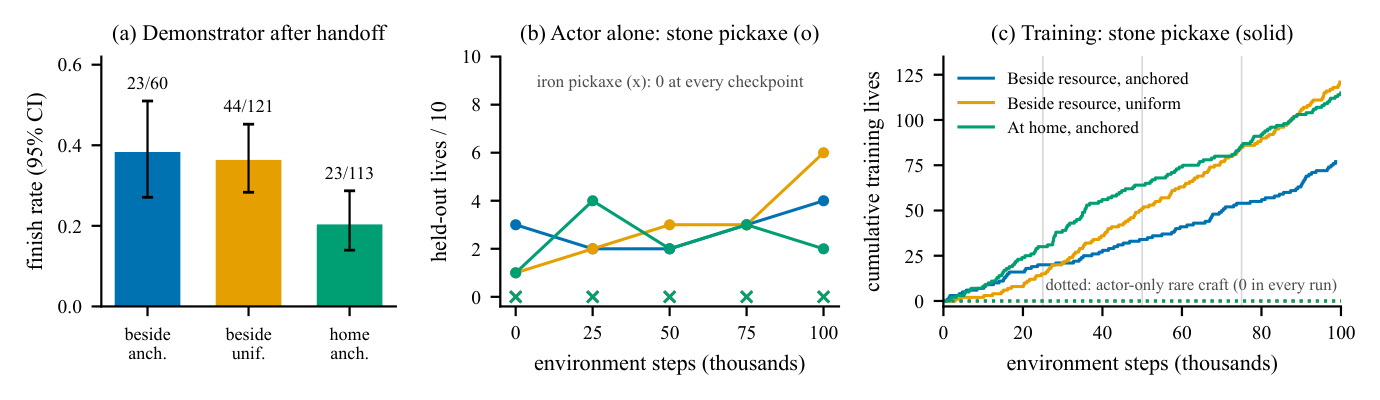 (a) Demonstrator after handoff
finish rate (95% CI)
0.6
0.4
0.2
0.0
23/60
44/121
23/113
beside
anch.
beside
unif.
home
anch.
(b) Actor alone: stone pickaxe (o)
held-out lives / 10
10
8
6
4
2
0
iron pickaxe (x): 0 at every checkpoint
0
25
50
75
100
environment steps (thousands)
(c) Training: stone pickaxe (solid)
cumulative training lives
125
100
75
50
25
0
Beside resource, anchored
Beside resource, uniform
At home, anchored
dotted: actor-only rare craft (0 in every run)
0
20
40
60
80
100
environment steps (thousands)